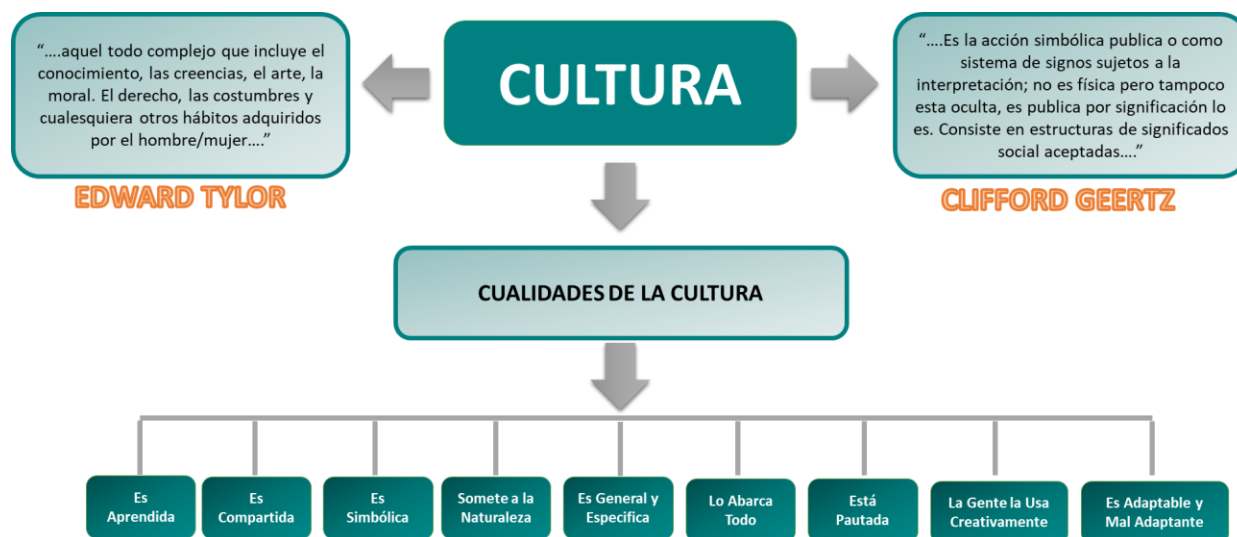 “….aquel todo complejo que incluye el
conocimiento, las creencias, el arte, la
moral. El derecho, las costumbres y
cualesquiera otros hábitos adquiridos
por el hombre/mujer….”
EDWARD TYLOR
CULTURA
“….Es la acción simbólica publica o como
sistema de signos sujetos a la
interpretación; no es física pero tampoco
esta oculta, es publica por significación lo
es. Consiste en estructuras de significados
social aceptadas….”
CLIFFORD GEERTZ
CUALIDADES DE LA CULTURA
Es
Aprendida
Es
Compartida
Es
Simbólica
Somete a la
Naturaleza
Es General y
Especifica
Lo Abarca
Todo
Está
Pautada
La Gente la Usa
Creativamente
Es Adaptable y
Mal Adaptante